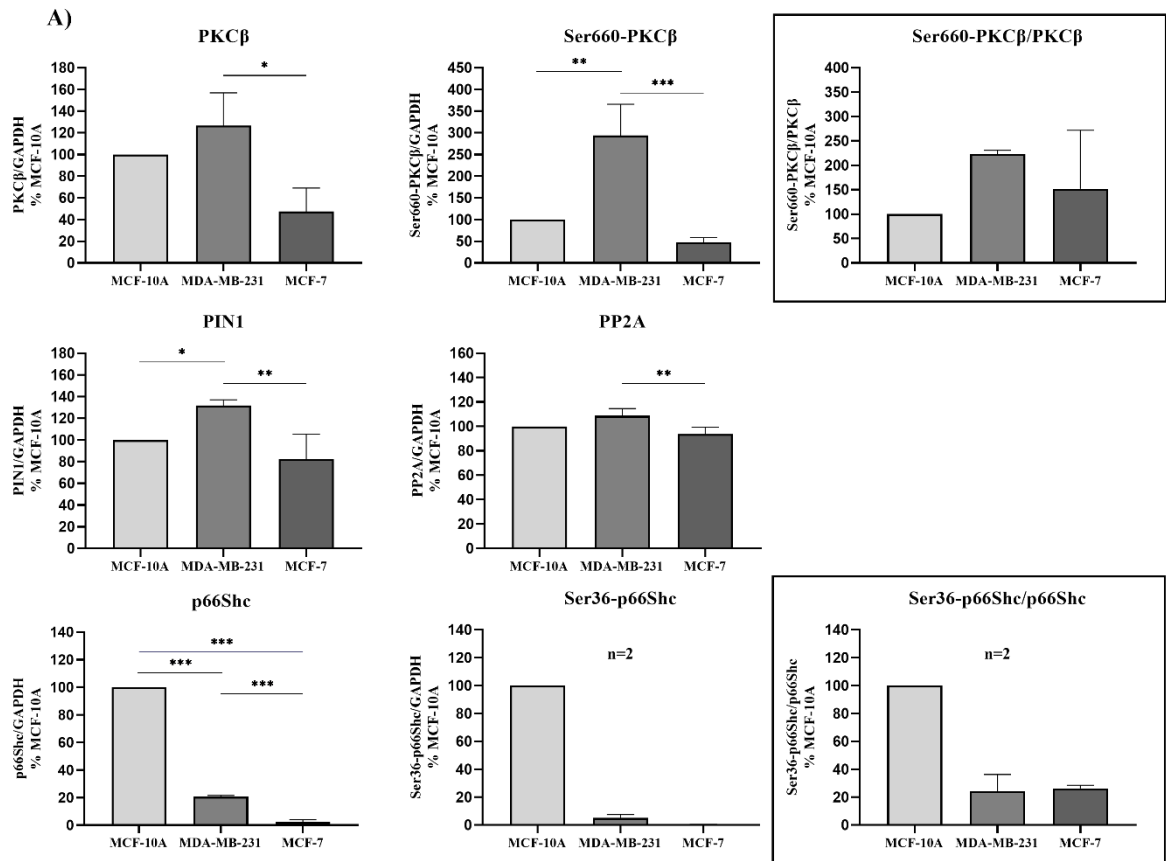 A)
PKCβ
PKCβ/GAPDH
% MCF-10A
180
160
140
120
100
80
60
40
20
0
*
MCF-10A MDA-MB-231 MCF-7
Ser660-PKCβ
Ser660-PKCβ/GAPDH
% MCF-10A
450
400
350
300
250
200
150
100
50
0
**
***
MCF-10A MDA-MB-231 MCF-7
Ser660-PKCβ/PKCβ
Ser660-PKCβ/PKCβ
% MCF-10A
400
350
300
250
200
150
100
50
0
MCF-10A MDA-MB-231 MCF-7
PIN1
PIN1/GAPDH
% MCF-10A
180
160
140
120
100
80
60
40
20
0
*
**
MCF-10A MDA-MB-231 MCF-7
PP2A
PP2A/GAPDH
% MCF-10A
160
140
120
100
80
60
40
20
0
**
MCF-10A MDA-MB-231 MCF-7
p66Shc
p66Shc/GAPDH
% MCF-10A
140
120
100
80
60
40
20
0
***
***
***
MCF-10A MDA-MB-231 MCF-7
Ser36-p66Shc
Ser36-p66Shc/GAPDH
% MCF-10A
140
120
100
80
60
40
20
0
n=2
MCF-10A MDA-MB-231 MCF-7
Ser36-p66Shc/p66Shc
Ser36-p66Shc/p66Shc
% MCF-10A
140
120
100
80
60
40
20
0
n=2
MCF-10A MDA-MB-231 MCF-7